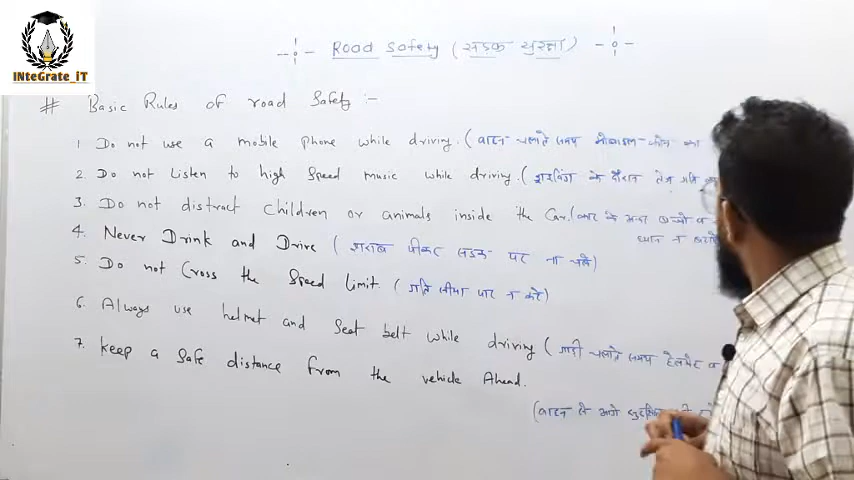 INteGrate_iT
Road Safety (सड़क सुरक्षा)
# Basic Rules of road Safety :-
1 Do not use a mobile phone while driving. (वाहन चलाते समय मोबाइल-फोन का
2. Do not Listen to high Speed music while driving. (ड्राइविंग के दौरान तेज गति
3. Do not distract Children or animals inside the Car. (कार के अन्दर बच्चो व
ध्यान न
4. Never Drink and Drive ( शराब पीकर सड़क पर ना चले)
5. Do not Cross the Speed limit. ( गति सीमा पार न करे)
6. Always use helmet and Seat belt while driving ( गाड़ी चलाते समय हेलमेट व
7. Keep a Safe distance from the vehicle Ahead.
(वाहन से आगे